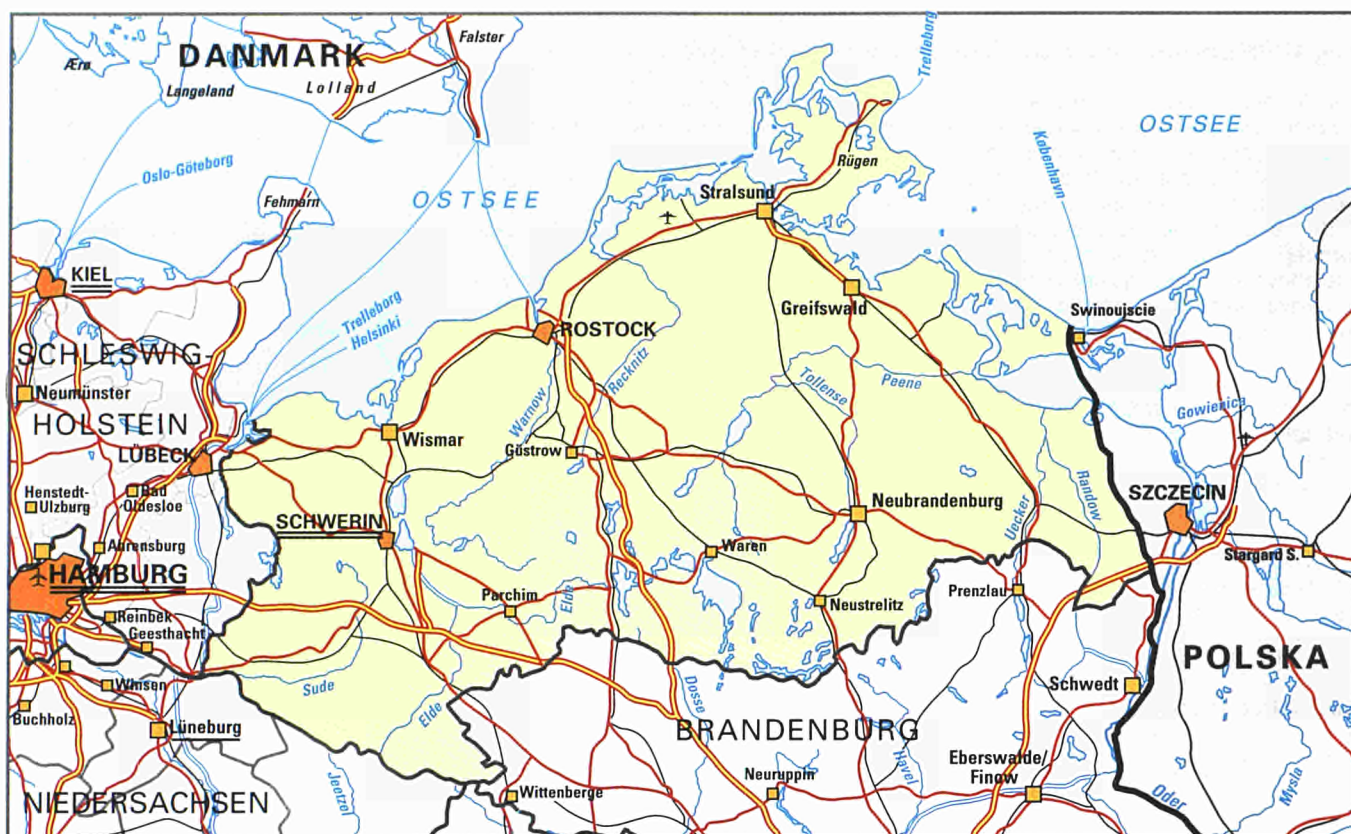 DANMARK
Falster
Ærø
Langeland
Lolland
Trelleborg
OSTSEE
København
Oslo-Göteborg
Rügen
Fehmarn
OSTSEE
Stralsund
KIEL
Greifswald
Swinoujscie
Trelleborg
Helsinki
ROSTOCK
SCHLESWIG-
HOLSTEIN
Recknitz
Warnow
Tollense
Peene
Gowienica
Neumünster
Wismar
LÜBECK
Güstrow
Henstedt-
Ulzburg
Bad
Oldesloe
SCHWERIN
Neubrandenburg
Uecker
Randow
SZCZECIN
Ahrensburg
Waren
Stargard S.
HAMBURG
Parchim
Elde
Neustrelitz
Prenzlau
Reinbek
Geesthacht
POLSKA
Winsen
Sude
Elde
Dosse
Schwedt
Buchholz
Lüneburg
BRANDENBURG
Havel
Eberswalde/
Finow
Neuruppin
Wittenberge
Jeetzel
Oder
Mysla
NIEDERSACHSEN